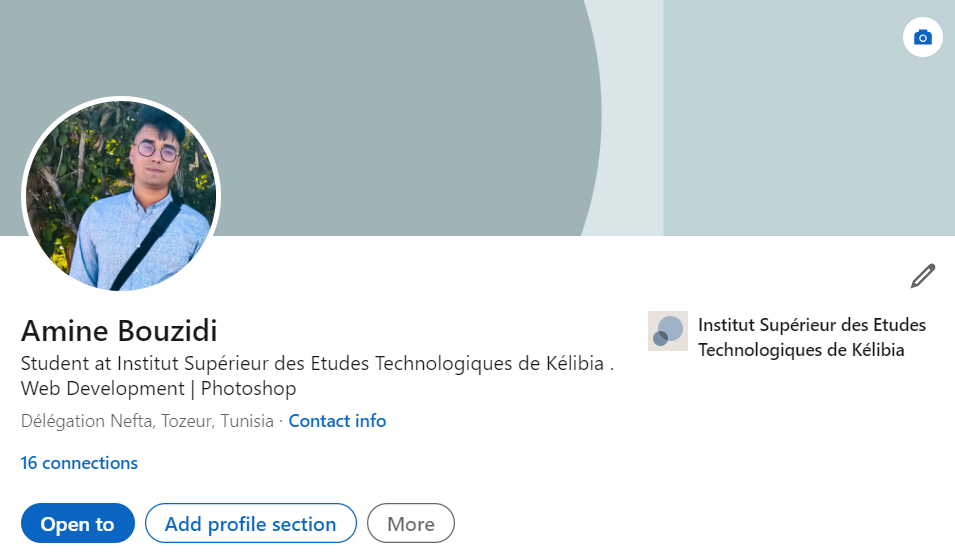 Amine Bouzidi
Student at Institut Supérieur des Etudes Technologiques de Kélibia .
Web Development | Photoshop
Délégation Nefta, Tozeur, Tunisia · Contact info
16 connections
Open to
Add profile section
More
Institut Supérieur des Etudes
Technologiques de Kélibia